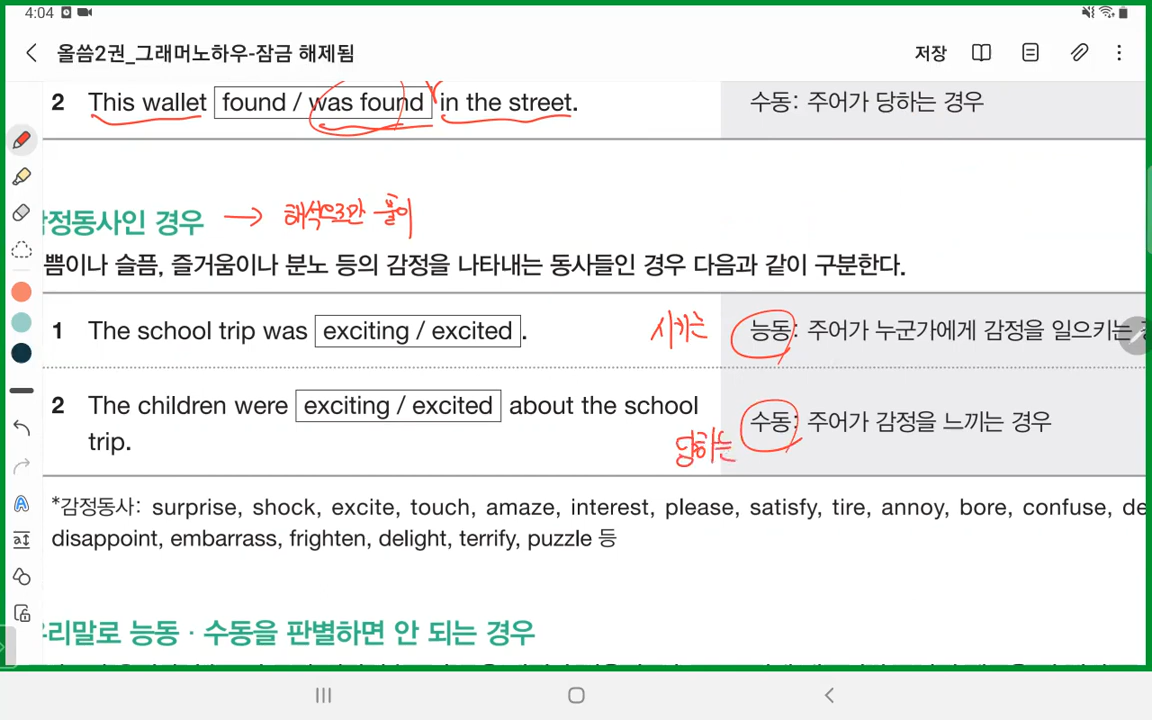 4:04
올씀2권_그래머노하우-잠금 해제됨
저장
2 This wallet found / was found in the street.
수동: 주어가 당하는 경우
감정동사인 경우 → 해석으로만 풀이
쁨이나 슬픔, 즐거움이나 분노 등의 감정을 나타내는 동사들인 경우 다음과 같이 구분한다.
1 The school trip was exciting / excited.
시키는
능동: 주어가 누군가에게 감정을 일으키는
2 The children were exciting / excited about the school
trip.
당하는
수동: 주어가 감정을 느끼는 경우
*감정동사: surprise, shock, excite, touch, amaze, interest, please, satisfy, tire, annoy, bore, confuse, de
disappoint, embarrass, frighten, delight, terrify, puzzle 등
우리말로 능동 · 수동을 판별하면 안 되는 경우